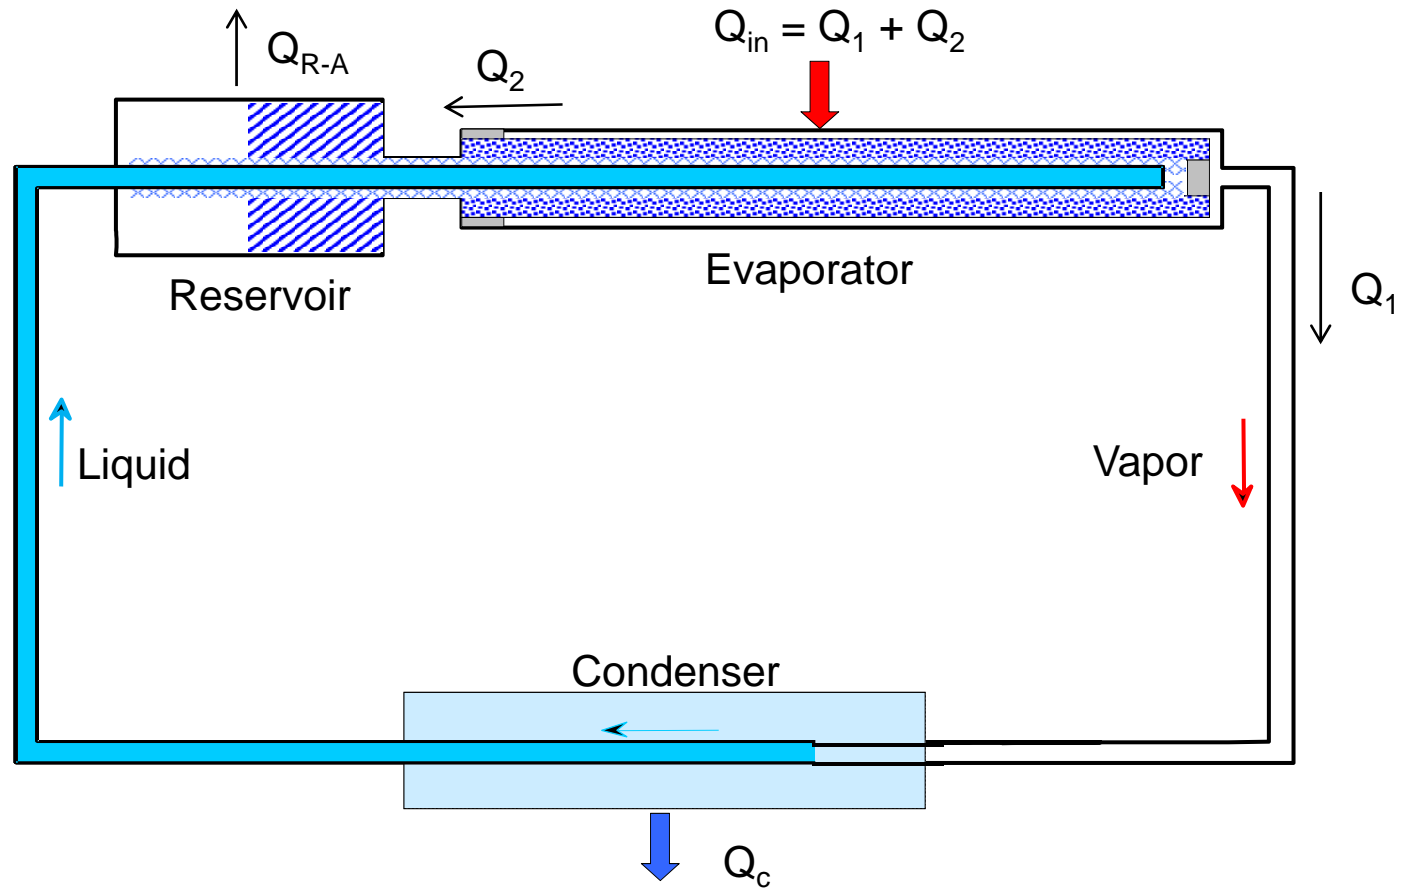 Q_R-A
Q_in = Q_1 + Q_2
Q_2
Evaporator
Reservoir
Q_1
Liquid
Vapor
Condenser
Q_c